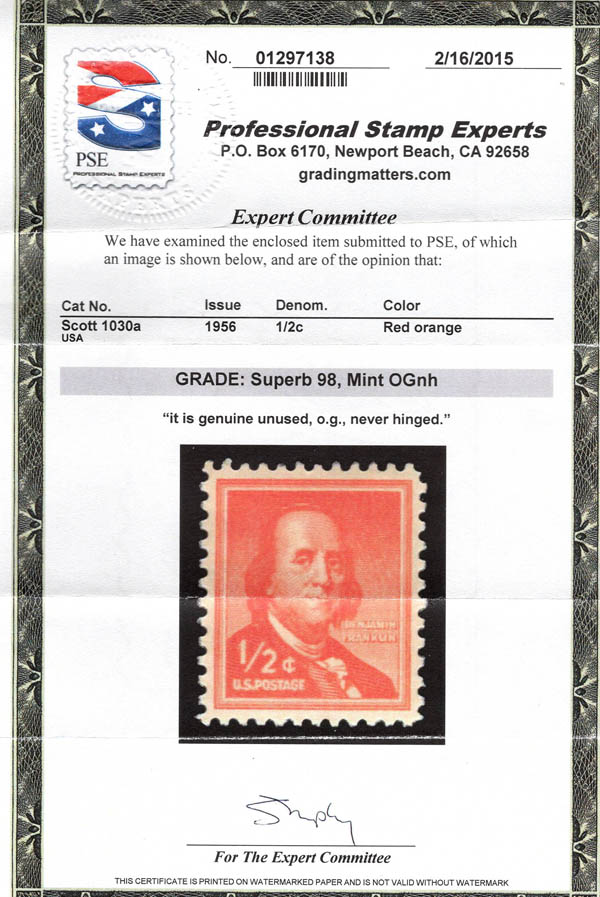 No. 01297138 2/16/2015
PSE
PROFESSIONAL STAMP EXPERTS
Professional Stamp Experts
P.O. Box 6170, Newport Beach, CA 92658
gradingmatters.com
Expert Committee
We have examined the enclosed item submitted to PSE, of which
an image is shown below, and are of the opinion that:
Cat No. Issue Denom. Color
Scott 1030a 1956 1/2c Red orange
USA
GRADE: Superb 98, Mint OGnh
“it is genuine unused, o.g., never hinged.”
BENJAMIN
FRANKLIN
1/2 ¢
U.S. POSTAGE
For The Expert Committee
THIS CERTIFICATE IS PRINTED ON WATERMARKED PAPER AND IS NOT VALID WITHOUT WATERMARK